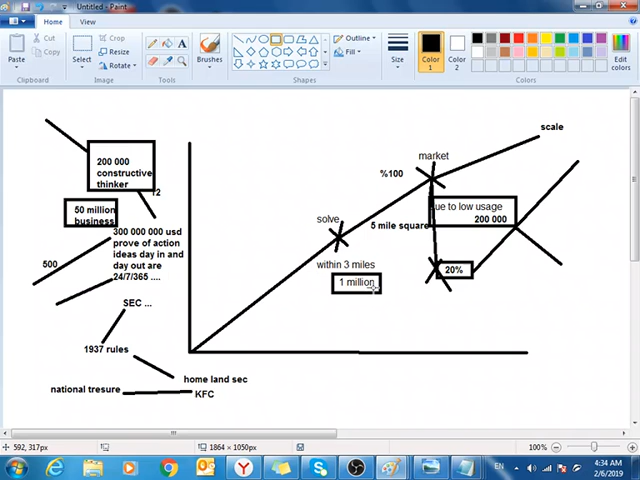 Untitled - Paint
Home
View
Paste
Cut
Copy
Clipboard
Select
Crop
Resize
Rotate
Image
Tools
Brushes
Shapes
Outline
Fill
Size
Color
1
Color
2
Colors
Edit
colors
scale
market
%100
200 000
constructive
thinker
12
50 million
business
solve
5 mile square
ue to low usage
200 000
300 000 000 usd
prove of action
ideas day in and
day out are
24/7/365 ....
500
within 3 miles
1 million
20%
SEC ...
1937 rules
home land sec
national tresure
KFC
592, 317px
1864 × 1050px
100%
EN
4:34 AM
2/6/2019